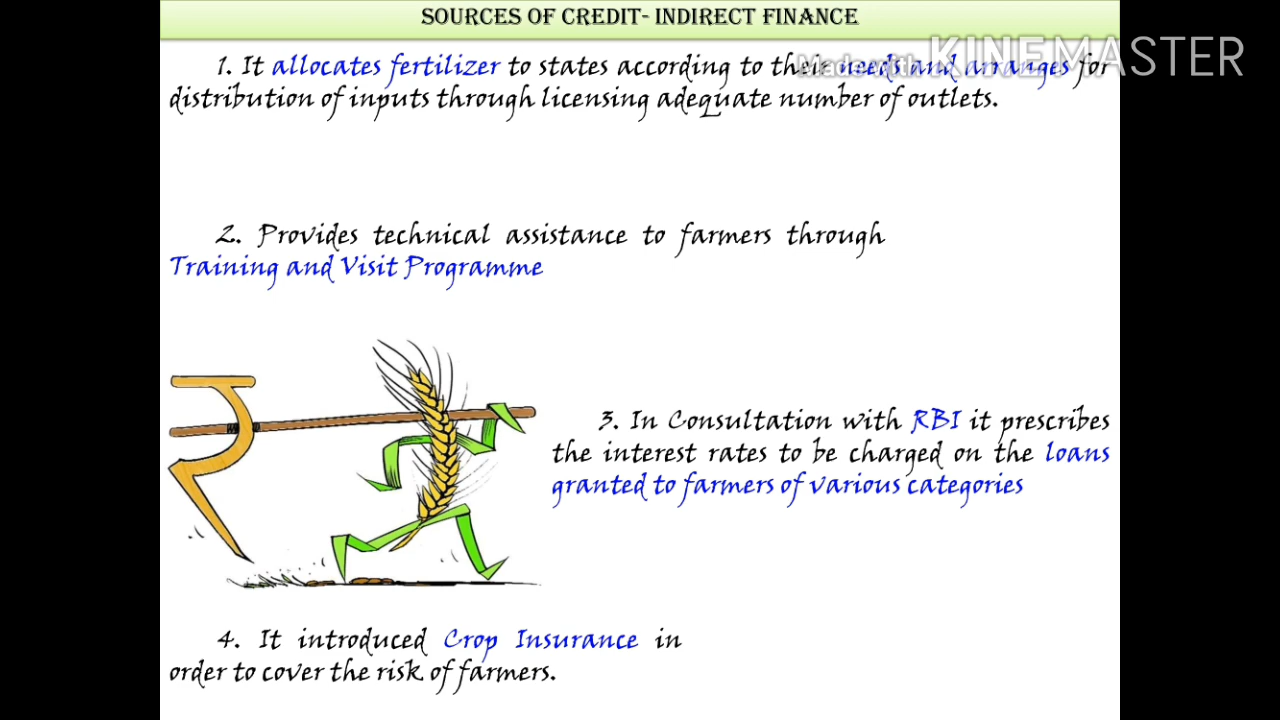 SOURCES OF CREDIT- INDIRECT FINANCE
Made with KINEMASTER
1. It allocates fertilizer to states according to their needs and arranges for
distribution of inputs through licensing adequate number of outlets.
2. Provides technical assistance to farmers through
Training and Visit Programme
3. In Consultation with RBI it prescribes
the interest rates to be charged on the loans
granted to farmers of various categories
4. It introduced Crop Insurance in
order to cover the risk of farmers.